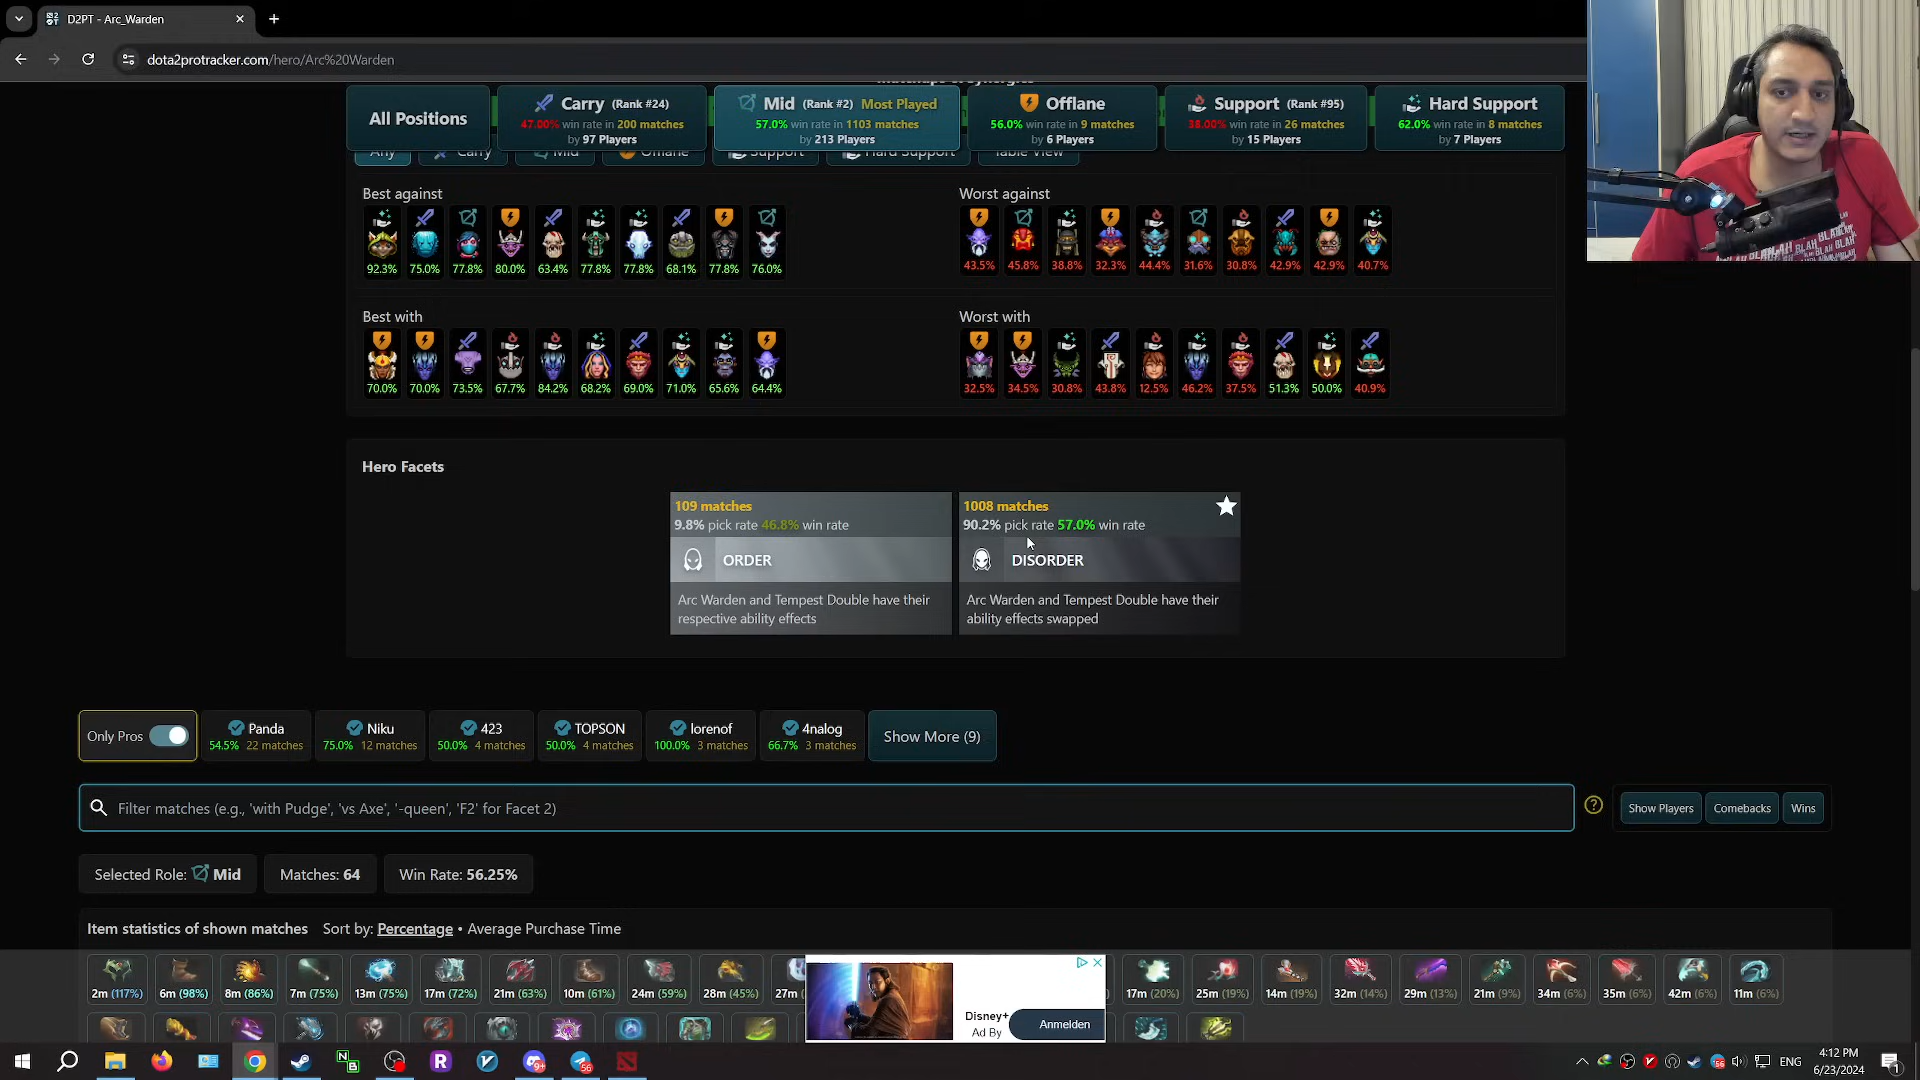 D2PT - Arc_Warden
dota2protracker.com/hero/Arc%20Warden
All Positions
Carry (Rank #24)
47.00% win rate in 200 matches
by 97 Players
Mid (Rank #2) Most Played
57.0% win rate in 1103 matches
by 213 Players
Offlane
56.0% win rate in 9 matches
by 6 Players
Support (Rank #95)
38.00% win rate in 26 matches
by 15 Players
Hard Support
62.0% win rate in 8 matches
by 7 Players
Any Carry Mid Offlane Support Hard Support Table View
Best against
92.3% 75.0% 77.8% 80.0% 63.4% 77.8% 77.8% 68.1% 77.8% 76.0%
Worst against
43.5% 45.8% 38.8% 32.3% 44.4% 31.6% 30.8% 42.9% 42.9% 40.7%
Best with
70.0% 70.0% 73.5% 67.7% 84.2% 68.2% 69.0% 71.0% 65.6% 64.4%
Worst with
32.5% 34.5% 30.8% 43.8% 12.5% 46.2% 37.5% 51.3% 50.0% 40.9%
Hero Facets
109 matches
9.8% pick rate 46.8% win rate
ORDER
Arc Warden and Tempest Double have their
respective ability effects
1008 matches
90.2% pick rate 57.0% win rate
DISORDER
Arc Warden and Tempest Double have their
ability effects swapped
Only Pros
Panda
54.5% 22 matches
Niku
75.0% 12 matches
423
50.0% 4 matches
TOPSON
50.0% 4 matches
lorenof
100.0% 3 matches
4nalog
66.7% 3 matches
Show More (9)
Filter matches (e.g., 'with Pudge', 'vs Axe', '-queen', 'F2' for Facet 2)
?
Show Players Comebacks Wins
Selected Role: Mid
Matches: 64
Win Rate: 56.25%
Item statistics of shown matches Sort by: Percentage • Average Purchase Time
2m (117%) 6m (98%) 8m (86%) 7m (75%) 13m (75%) 17m (72%) 21m (63%) 10m (61%) 24m (59%) 28m (45%) 27m 17m (20%) 25m (19%) 14m (19%) 32m (14%) 29m (13%) 21m (9%) 34m (6%) 35m (6%) 42m (6%) 11m (6%)
Disney+
Ad By
Anmelden
BLAH BLAH BLAH
ENG
4:12 PM
6/23/2024